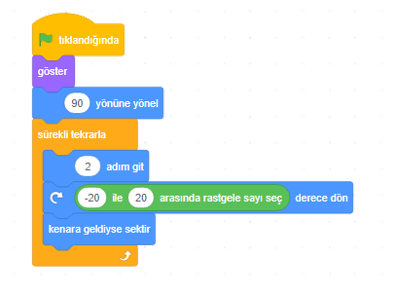 tıklandığında
göster
90 yönüne yönel
sürekli tekrarla
2 adım git
-20 ile 20 arasında rastgele sayı seç derece dön
kenara geldiyse sektir